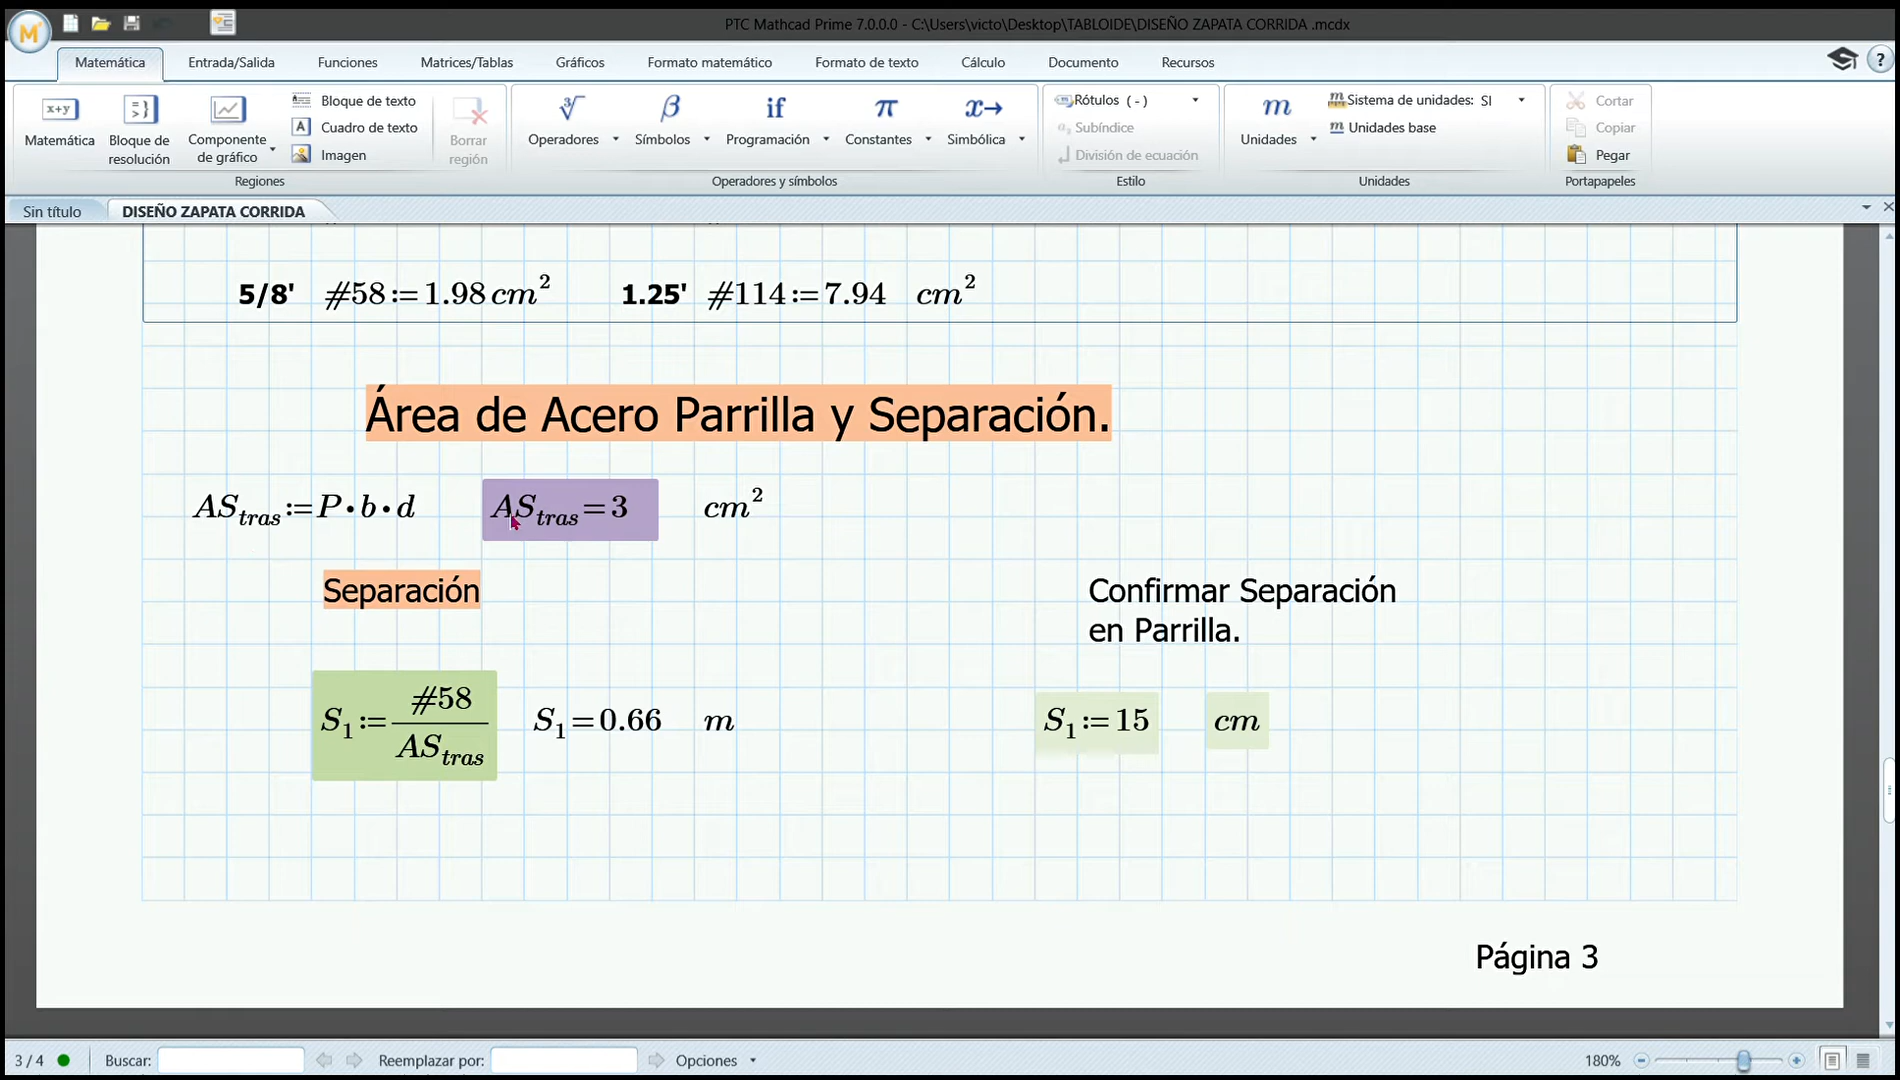 PTC Mathcad Prime 7.0.0.0 - C:\Users\victo\Desktop\TABLOIDE\DISEÑO ZAPATA CORRIDA .mcdx
Matemática Entrada/Salida Funciones Matrices/Tablas Gráficos Formato matemático Formato de texto Cálculo Documento Recursos
Matemática
Bloque de
resolución
Componente
de gráfico
Bloque de texto
Cuadro de texto
Imagen
Borrar
región
Regiones
Operadores Símbolos Programación Constantes Simbólica
Operadores y símbolos
Rótulos ( - )
Subíndice
División de ecuación
Estilo
Unidades
Sistema de unidades: SI
Unidades base
Unidades
Cortar
Copiar
Pegar
Portapapeles
Sin título DISEÑO ZAPATA CORRIDA
5/8' #58:=1.98 cm² 1.25' #114:=7.94 cm²
Área de Acero Parrilla y Separación.
AStras:=P•b•d AStras=3 cm²
Separación
Confirmar Separación
en Parrilla.
S1:= #58 / AStras S1=0.66 m S1:=15 cm
Página 3
3 / 4 Buscar: Reemplazar por: Opciones 180%